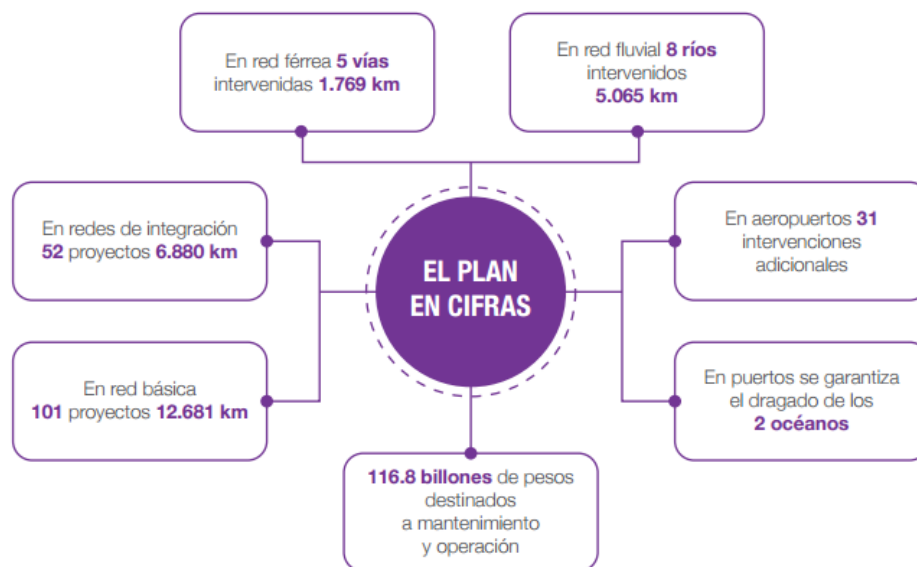 En red férrea 5 vías
intervenidas 1.769 km
En red fluvial 8 ríos
intervenidos
5.065 km
En redes de integración
52 proyectos 6.880 km
EL PLAN
EN CIFRAS
En aeropuertos 31
intervenciones
adicionales
En red básica
101 proyectos 12.681 km
En puertos se garantiza
el dragado de los
2 océanos
116.8 billones de pesos
destinados
a mantenimiento
y operación